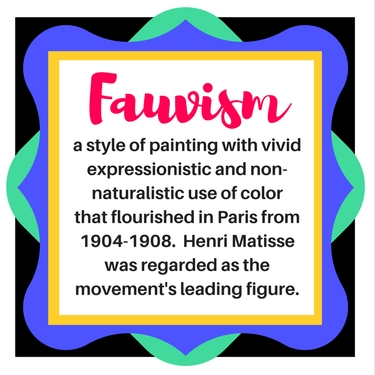 Fauvism
a style of painting with vivid
expressionistic and non-
naturalistic use of color
that flourished in Paris from
1904-1908. Henri Matisse
was regarded as the
movement's leading figure.